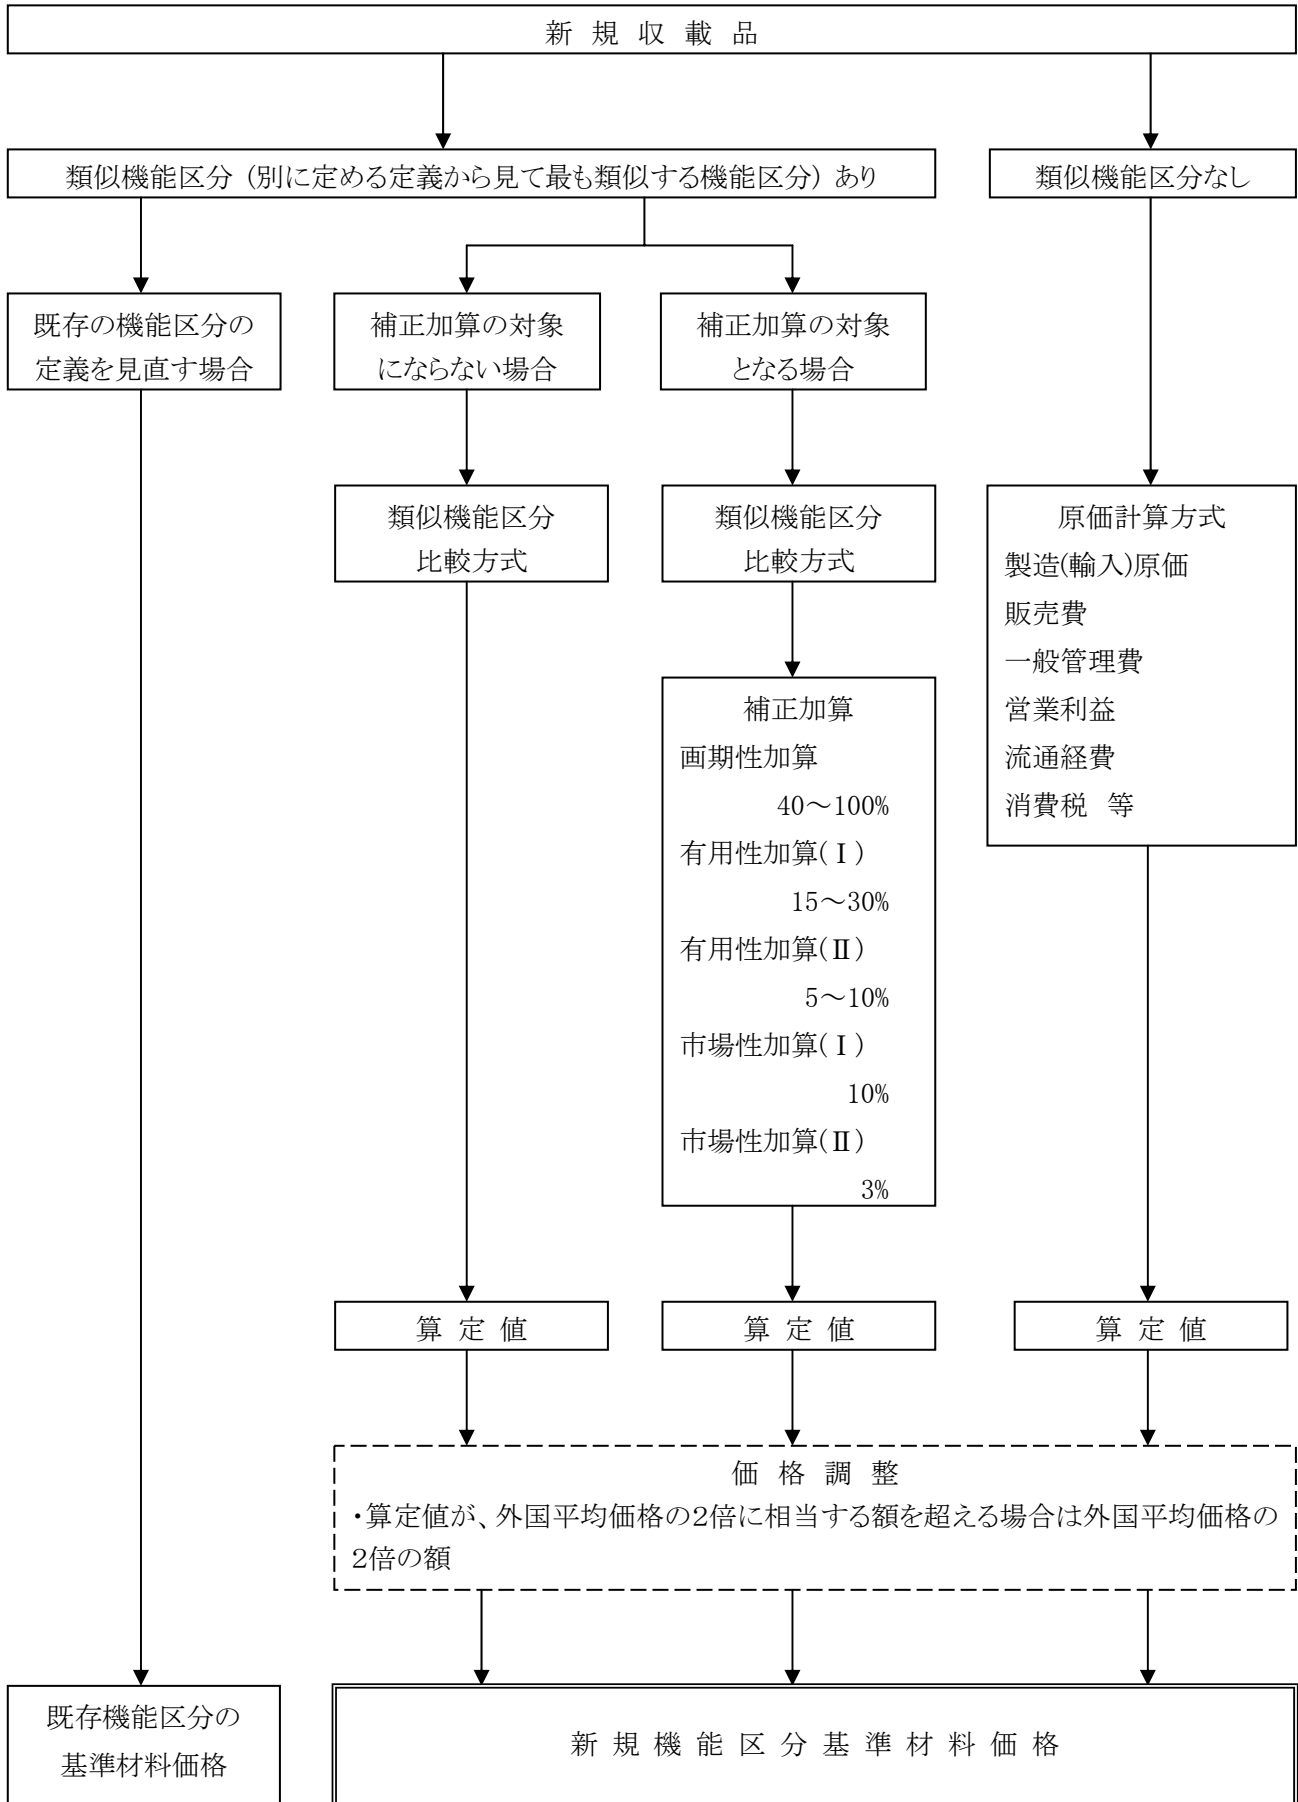 新規収載品
類似機能区分（別に定める定義から見て最も類似する機能区分）あり
類似機能区分なし
既存の機能区分の
定義を見直す場合
補正加算の対象
にならない場合
補正加算の対象
となる場合
類似機能区分
比較方式
類似機能区分
比較方式
原価計算方式
製造(輸入)原価
販売費
一般管理費
営業利益
流通経費
消費税 等
補正加算
画期性加算
40～100%
有用性加算(Ⅰ)
15～30%
有用性加算(Ⅱ)
5～10%
市場性加算(Ⅰ)
10%
市場性加算(Ⅱ)
3%
算定値
算定値
算定値
価格調整
・算定値が、外国平均価格の2倍に相当する額を超える場合は外国平均価格の
2倍の額
既存機能区分の
基準材料価格
新規機能区分基準材料価格